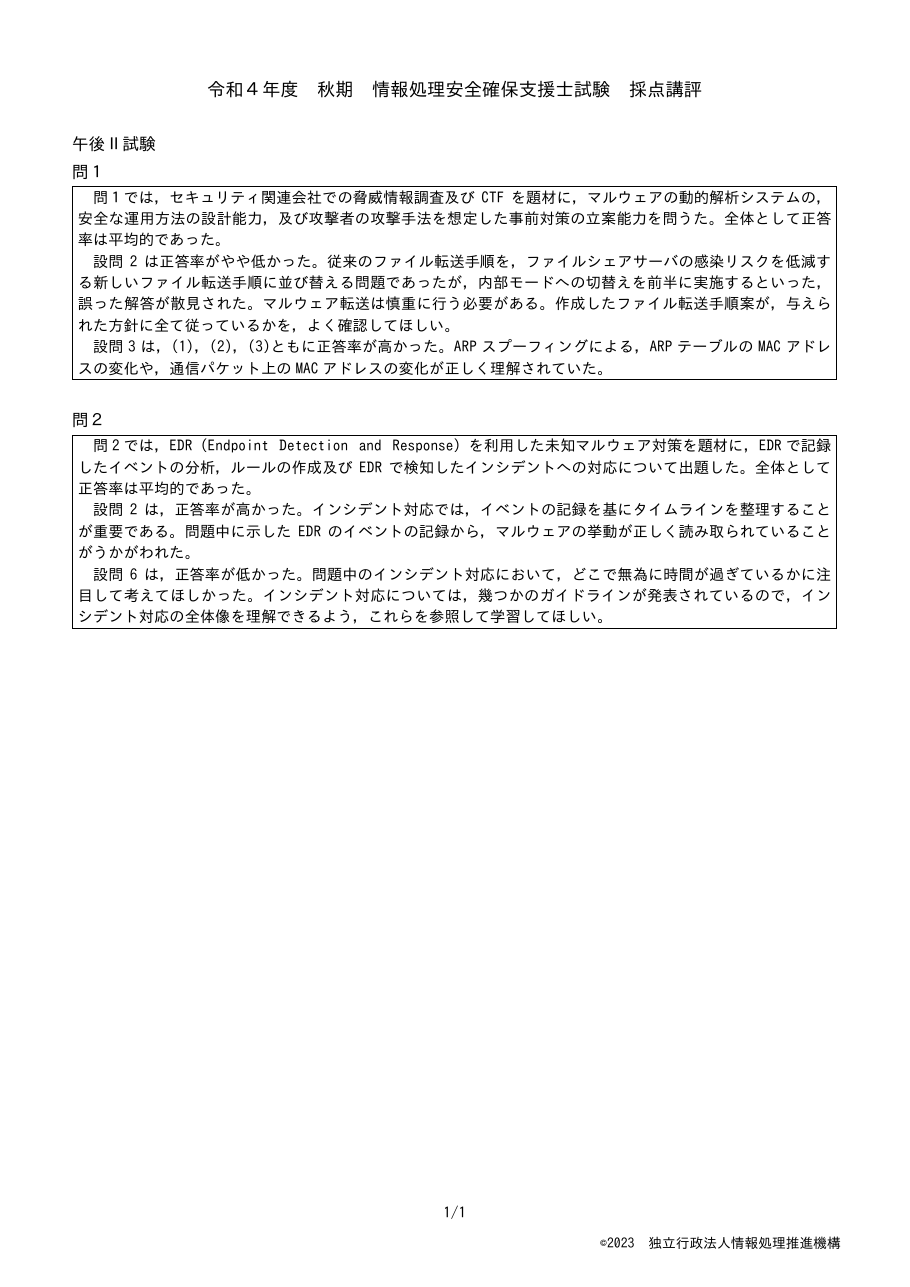 令和４年度　秋期　情報処理安全確保支援士試験　採点講評
午後Ⅱ試験
問１
　問１では，セキュリティ関連会社での脅威情報調査及び CTF を題材に，マルウェアの動的解析システムの，
安全な運用方法の設計能力，及び攻撃者の攻撃手法を想定した事前対策の立案能力を問うた。全体として正答
率は平均的であった。
　設問 2 は正答率がやや低かった。従来のファイル転送手順を，ファイルシェアサーバの感染リスクを低減す
る新しいファイル転送手順に並び替える問題であったが，内部モードへの切替えを前半に実施するといった，
誤った解答が散見された。マルウェア転送は慎重に行う必要がある。作成したファイル転送手順案が，与えら
れた方針に全て従っているかを，よく確認してほしい。
　設問 3 は，(1)，(2)，(3)ともに正答率が高かった。ARP スプーフィングによる，ARP テーブルの MAC アドレ
スの変化や，通信パケット上の MAC アドレスの変化が正しく理解されていた。
問２
　問２では，EDR（Endpoint Detection and Response）を利用した未知マルウェア対策を題材に，EDR で記録
したイベントの分析，ルールの作成及び EDR で検知したインシデントへの対応について出題した。全体として
正答率は平均的であった。
　設問 2 は，正答率が高かった。インシデント対応では，イベントの記録を基にタイムラインを整理すること
が重要である。問題中に示した EDR のイベントの記録から，マルウェアの挙動が正しく読み取られていること
がうかがわれた。
　設問 6 は，正答率が低かった。問題中のインシデント対応において，どこで無為に時間が過ぎているかに注
目して考えてほしかった。インシデント対応については，幾つかのガイドラインが発表されているので，イン
シデント対応の全体像を理解できるよう，これらを参照して学習してほしい。
1/1
©2023　独立行政法人情報処理推進機構